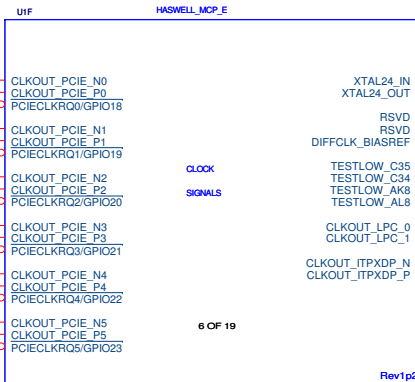 U1F
HASWELL_MCP_E
CLKOUT_PCIE_N0
CLKOUT_PCIE_P0
PCIECLKRQ0/GPIO18
CLKOUT_PCIE_N1
CLKOUT_PCIE_P1
PCIECLKRQ1/GPIO19
CLKOUT_PCIE_N2
CLKOUT_PCIE_P2
PCIECLKRQ2/GPIO20
CLKOUT_PCIE_N3
CLKOUT_PCIE_P3
PCIECLKRQ3/GPIO21
CLKOUT_PCIE_N4
CLKOUT_PCIE_P4
PCIECLKRQ4/GPIO22
CLKOUT_PCIE_N5
CLKOUT_PCIE_P5
PCIECLKRQ5/GPIO23
CLOCK
SIGNALS
6 OF 19
XTAL24_IN
XTAL24_OUT
RSVD
RSVD
DIFFCLK_BIASREF
TESTLOW_C35
TESTLOW_C34
TESTLOW_AK8
TESTLOW_AL8
CLKOUT_LPC_0
CLKOUT_LPC_1
CLKOUT_ITPXDP_N
CLKOUT_ITPXDP_P
Rev1p2